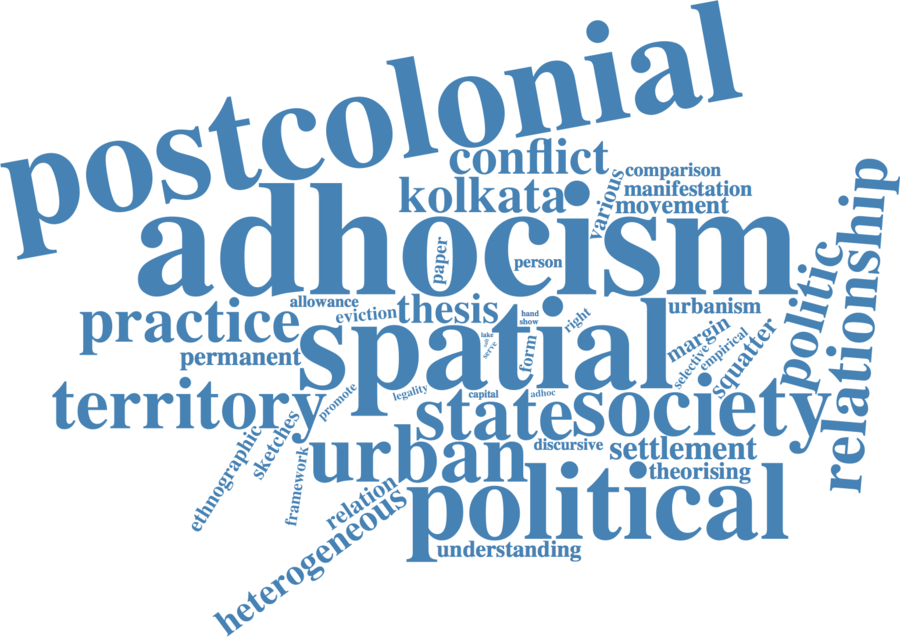 postcolonial
conflict
comparison
kolkata
various
manifestation
movement
adhocism
paper
person
relationship
politic
allowance
practice
eviction
thesis
hand
show
right
urbanism
spatial
permanent
lake
salt
serve
form
margin
selective
empirical
squatter
territory
promote
legality
capital
adhoc
state
society
ethnographic
sketches
framework
urban
discursive
settlement
theorising
relation
heterogeneous
political
understanding